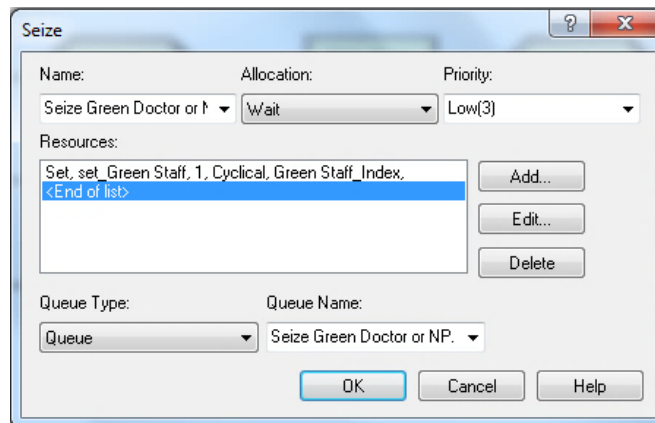 Seize
?
X
Name:
Allocation:
Priority:
Seize Green Doctor or
Wait
Low(3)
Resources:
Set, set_Green Staff, 1, Cyclical, Green Staff_Index,
<End of list>
Add...
Edit...
Delete
Queue Type:
Queue Name:
Queue
Seize Green Doctor or NP.
OK
Cancel
Help